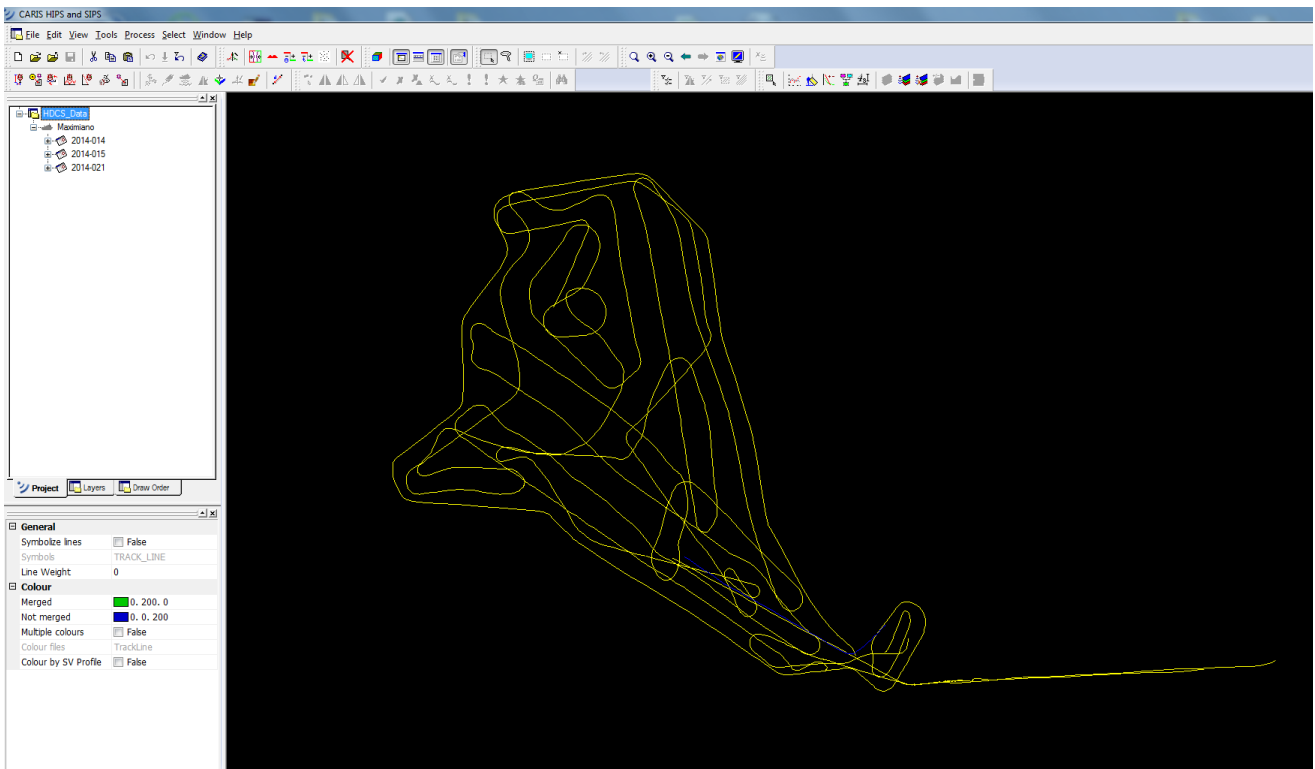 CARIS HIPS and SIPS
File Edit View Tools Process Select Window Help
HDCS_Data
Maximiano
2014-014
2014-015
2014-021
Project Layers Draw Order
General
Symbolize lines False
Symbols TRACK_LINE
Line Weight 0
Colour
Merged 0. 200. 0
Not merged 0. 0. 200
Multiple colours False
Colour files TrackLine
Colour by SV Profile False